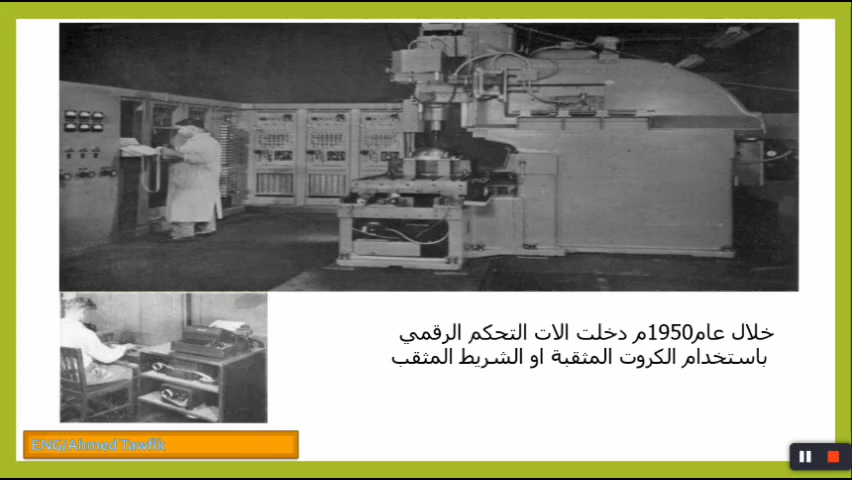 خلال عام1950م دخلت الات التحكم الرقمي
باستخدام الكروت المثقبة او الشريط المثقب
ENG/Ahmed Tawfik